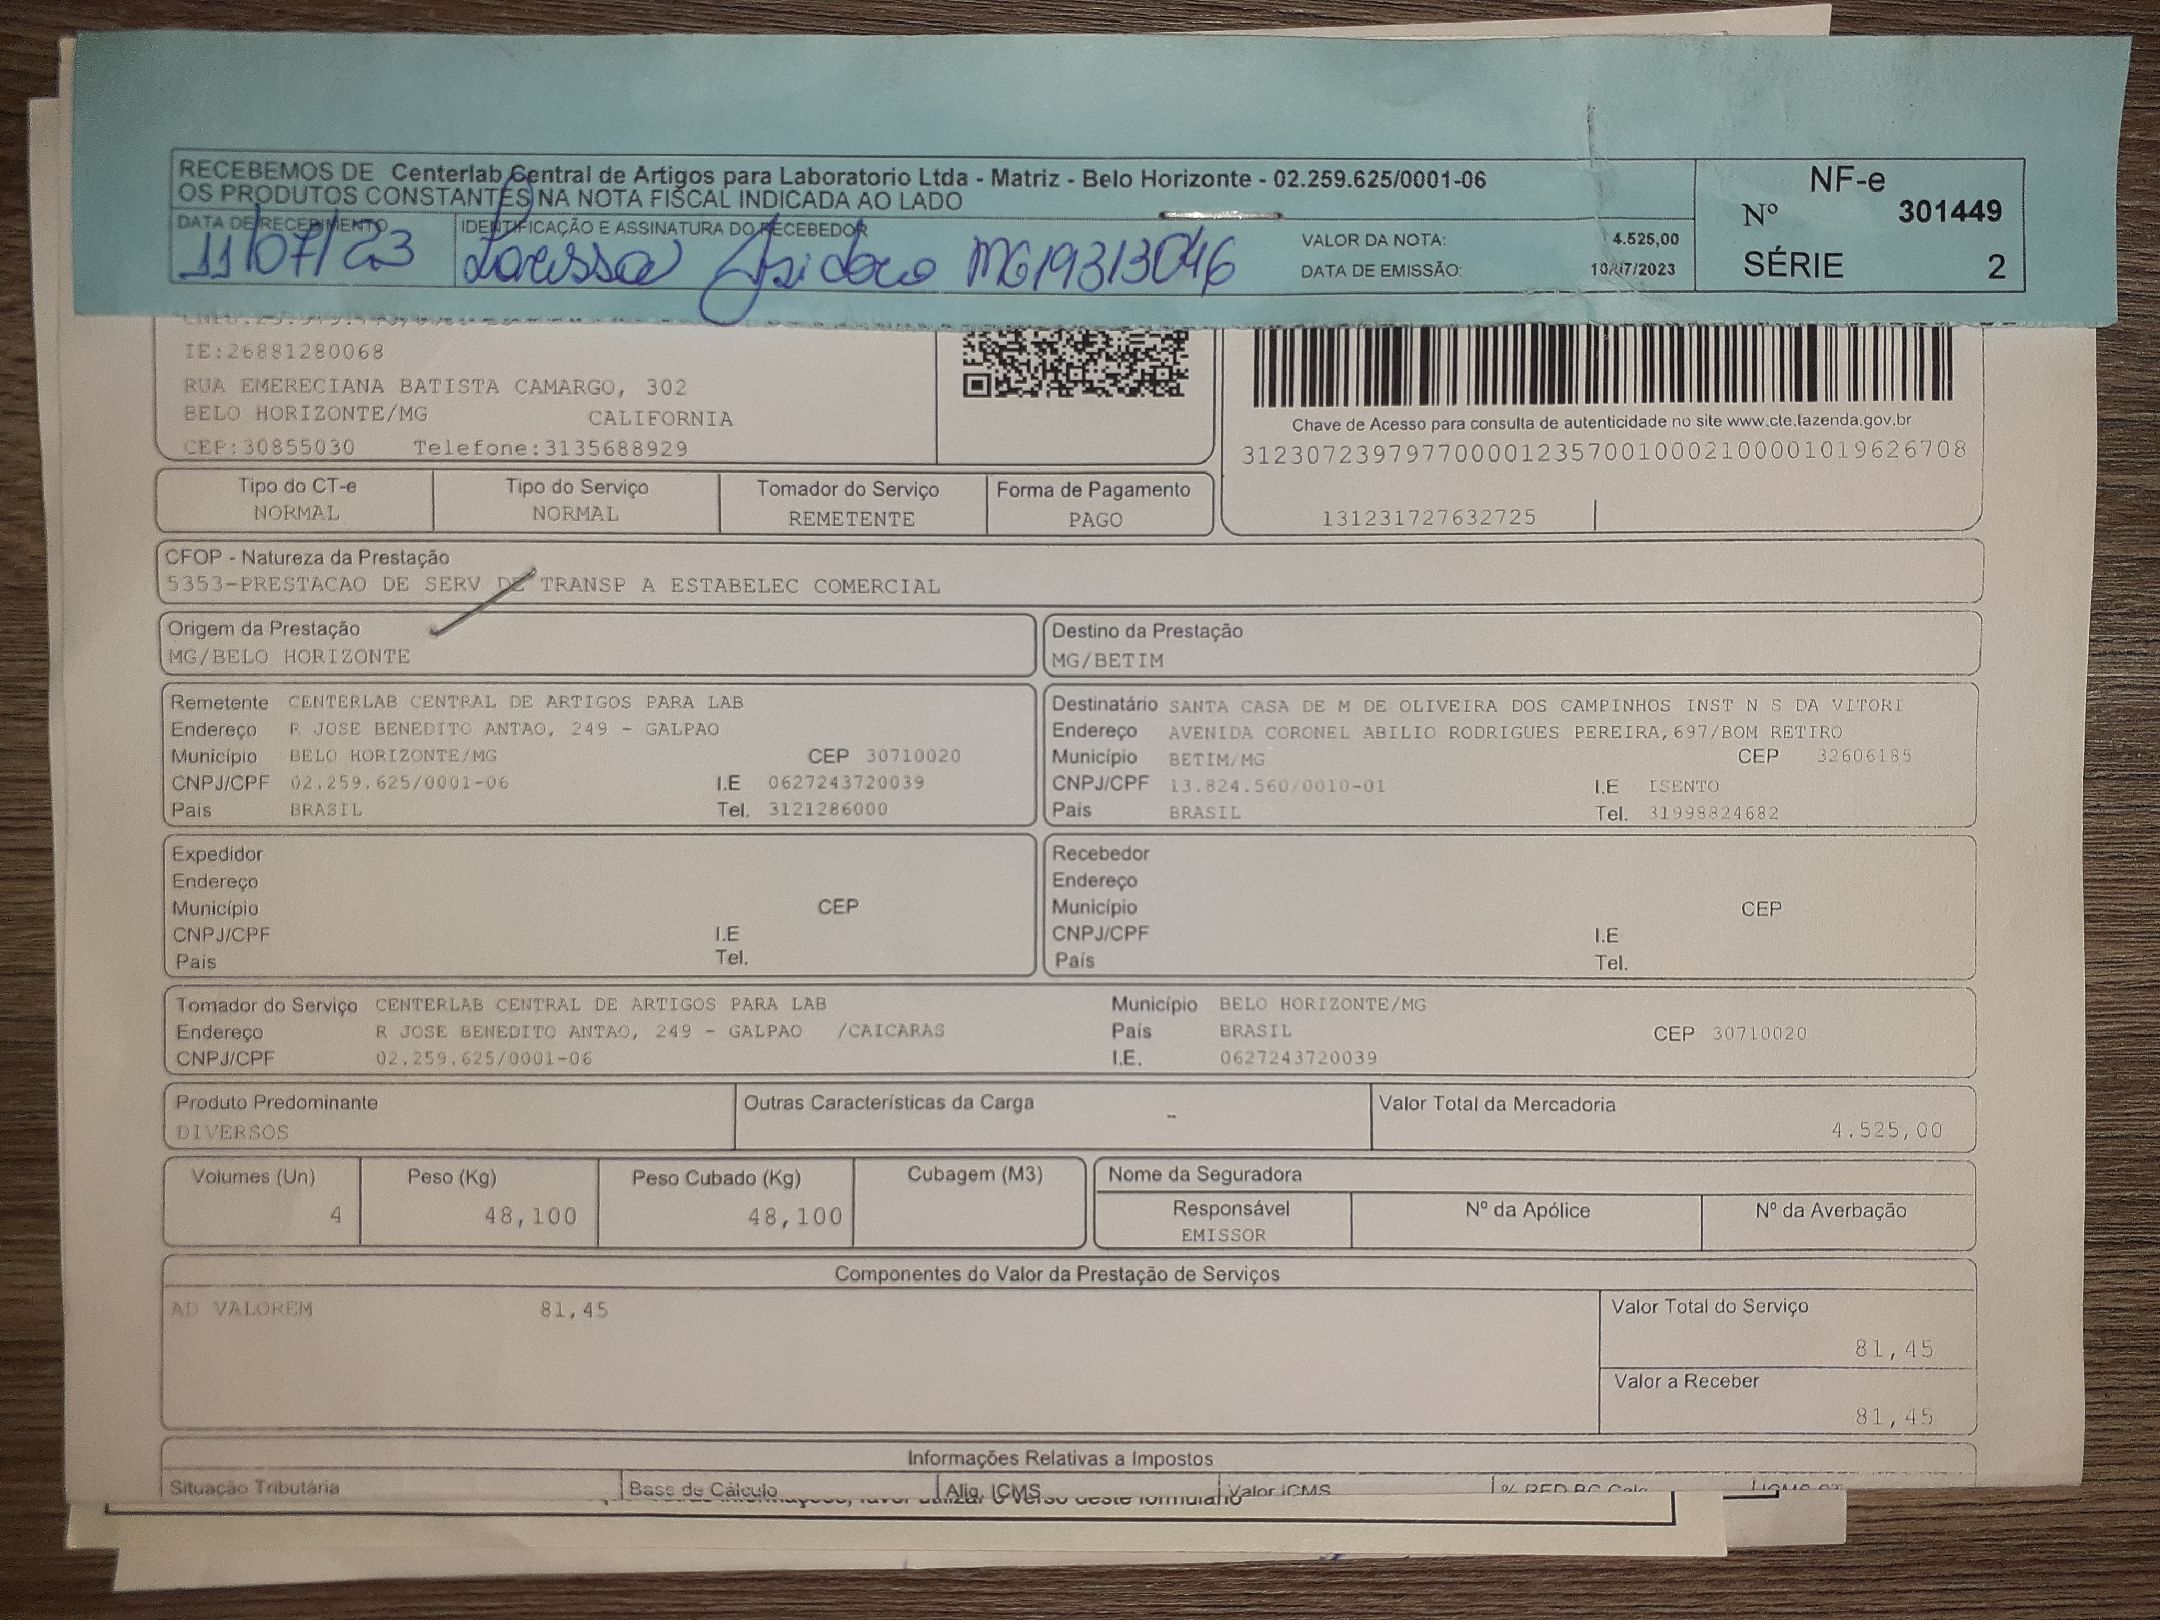 RECEBEMOS DE Centerlab Central de Artigos para Laboratorio Ltda - Matriz - Belo Horizonte - 02.259.625/0001-06
OS PRODUTOS CONSTANTES NA NOTA FISCAL INDICADA AO LADO
DATA DE RECEBIMENTO
11/07/23
IDENTIFICAÇÃO E ASSINATURA DO RECEBEDOR
Laressa Isidoro MG19313046
VALOR DA NOTA: 4.525,00
DATA DE EMISSÃO: 10/07/2023
NF-e
Nº 301449
SÉRIE 2
IE:26881280068
RUA EMERECIANA BATISTA CAMARGO, 302
BELO HORIZONTE/MG CALIFORNIA
CEP:30855030 Telefone:3135688929
Chave de Acesso para consulta de autenticidade no site www.cte.fazenda.gov.br
31230723979770000123570010002100001019626708
131231727632725
Tipo do CT-e
NORMAL
Tipo do Serviço
NORMAL
Tomador do Serviço
REMETENTE
Forma de Pagamento
PAGO
CFOP - Natureza da Prestação
5353-PRESTACAO DE SERV DE TRANSP A ESTABELEC COMERCIAL
Origem da Prestação
MG/BELO HORIZONTE
Destino da Prestação
MG/BETIM
Remetente CENTERLAB CENTRAL DE ARTIGOS PARA LAB
Endereço R JOSE BENEDITO ANTAO, 249 - GALPAO
Município BELO HORIZONTE/MG CEP 30710020
CNPJ/CPF 02.259.625/0001-06 I.E 0627243720039
País BRASIL Tel. 3121286000
Destinatário SANTA CASA DE M DE OLIVEIRA DOS CAMPINHOS INST N S DA VITORI
Endereço AVENIDA CORONEL ABILIO RODRIGUES PEREIRA,697/BOM RETIRO
Município BETIM/MG CEP 32606185
CNPJ/CPF 13.824.560/0010-01 I.E ISENTO
País BRASIL Tel. 31998824682
Expedidor
Endereço
Município CEP
CNPJ/CPF I.E
País Tel.
Recebedor
Endereço
Município CEP
CNPJ/CPF I.E
País Tel.
Tomador do Serviço CENTERLAB CENTRAL DE ARTIGOS PARA LAB Município BELO HORIZONTE/MG
Endereço R JOSE BENEDITO ANTAO, 249 - GALPAO /CAICARAS País BRASIL CEP 30710020
CNPJ/CPF 02.259.625/0001-06 I.E. 0627243720039
Produto Predominante
DIVERSOS
Outras Características da Carga
-
Valor Total da Mercadoria
4.525,00
Volumes (Un)
4
Peso (Kg)
48,100
Peso Cubado (Kg)
48,100
Cubagem (M3)
Nome da Seguradora
Responsável
EMISSOR
Nº da Apólice
Nº da Averbação
Componentes do Valor da Prestação de Serviços
AD VALOREM 81,45
Valor Total do Serviço
81,45
Valor a Receber
81,45
Informações Relativas a Impostos
Situação Tributária Base de Cálculo Aliq. ICMS Valor ICMS
o verso deste formulário